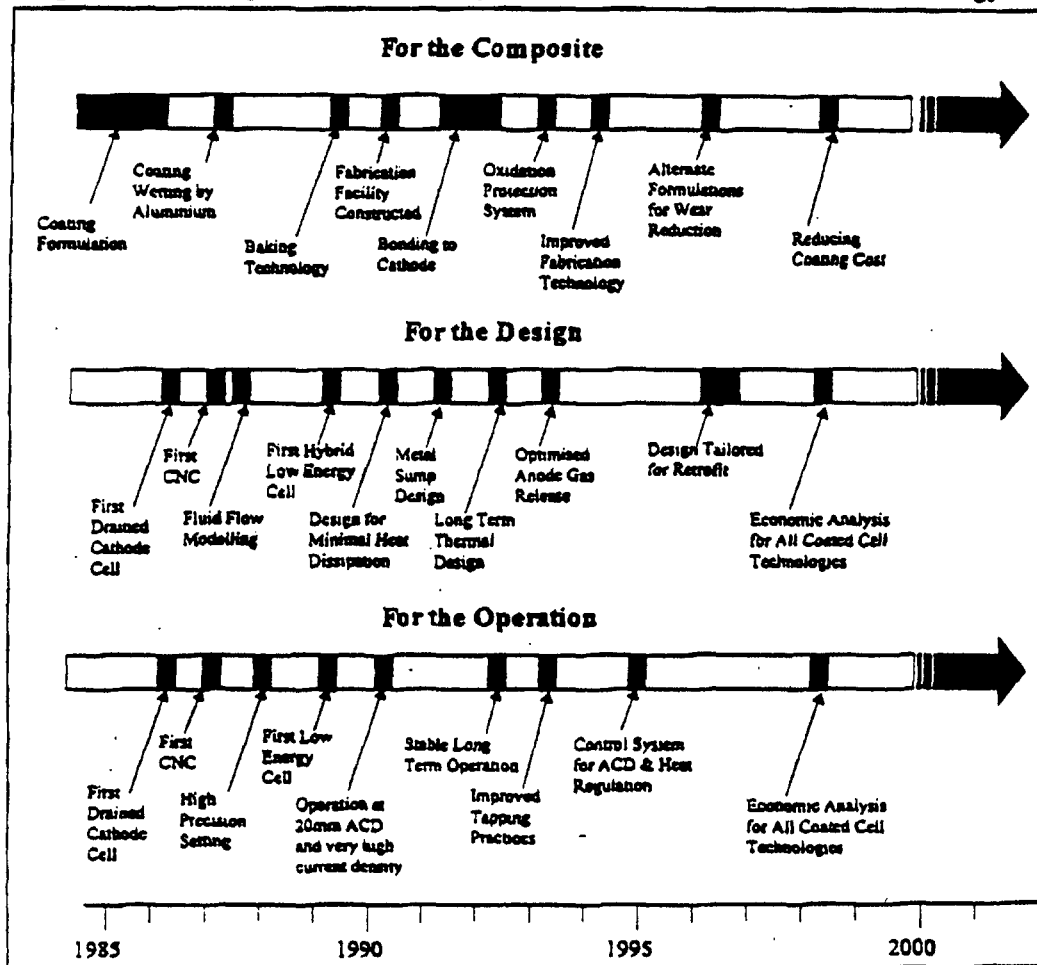 For the Composite
Coating
Formulation
Coating
Wetting by
Aluminium
Baking
Technology
Fabrication
Facility
Constructed
Bonding to
Cathode
Oxidation
Protection
System
Improved
Fabrication
Technology
Alternate
Formulations
for Wear
Reduction
Reducing
Coating Cost
For the Design
First
Drained
Cathode
Cell
First
CNC
Fluid Flow
Modelling
First Hybrid
Low Energy
Cell
Design for
Minimal Heat
Dissipation
Metal
Sump
Design
Long Term
Thermal
Design
Optimised
Anode Gas
Release
Design Tailored
for Retrofit
Economic Analysis
for All Coated Cell
Technologies
For the Operation
First
Drained
Cathode
Cell
First
CNC
High
Precision
Setting
First Low
Energy
Cell
Operation at
20mm ACD
and very high
current density
Stable Long
Term Operation
Improved
Tapping
Practices
Control System
for ACD & Heat
Regulation
Economic Analysis
for All Coated Cell
Technologies
1985 1990 1995 2000